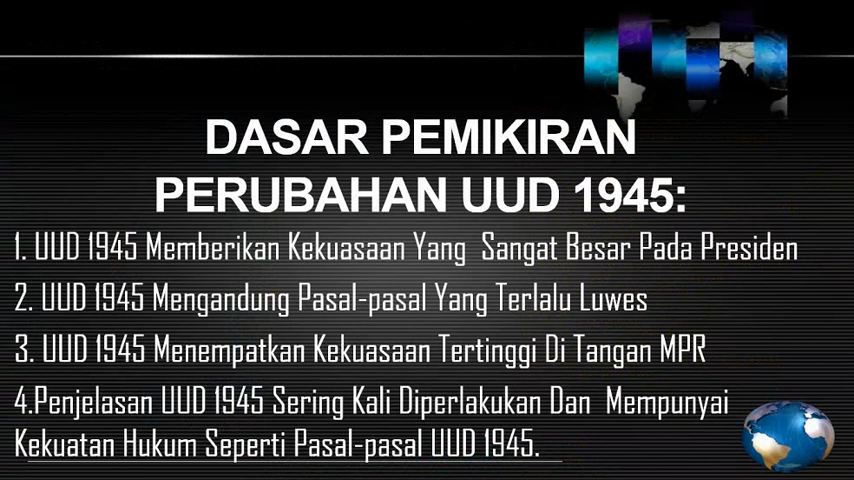 DASAR PEMIKIRAN
PERUBAHAN UUD 1945:
1. UUD 1945 Memberikan Kekuasaan Yang  Sangat Besar Pada Presiden
2. UUD 1945 Mengandung Pasal-pasal Yang Terlalu Luwes
3. UUD 1945 Menempatkan Kekuasaan Tertinggi Di Tangan MPR
4.Penjelasan UUD 1945 Sering Kali Diperlakukan Dan  Mempunyai
Kekuatan Hukum Seperti Pasal-pasal UUD 1945.